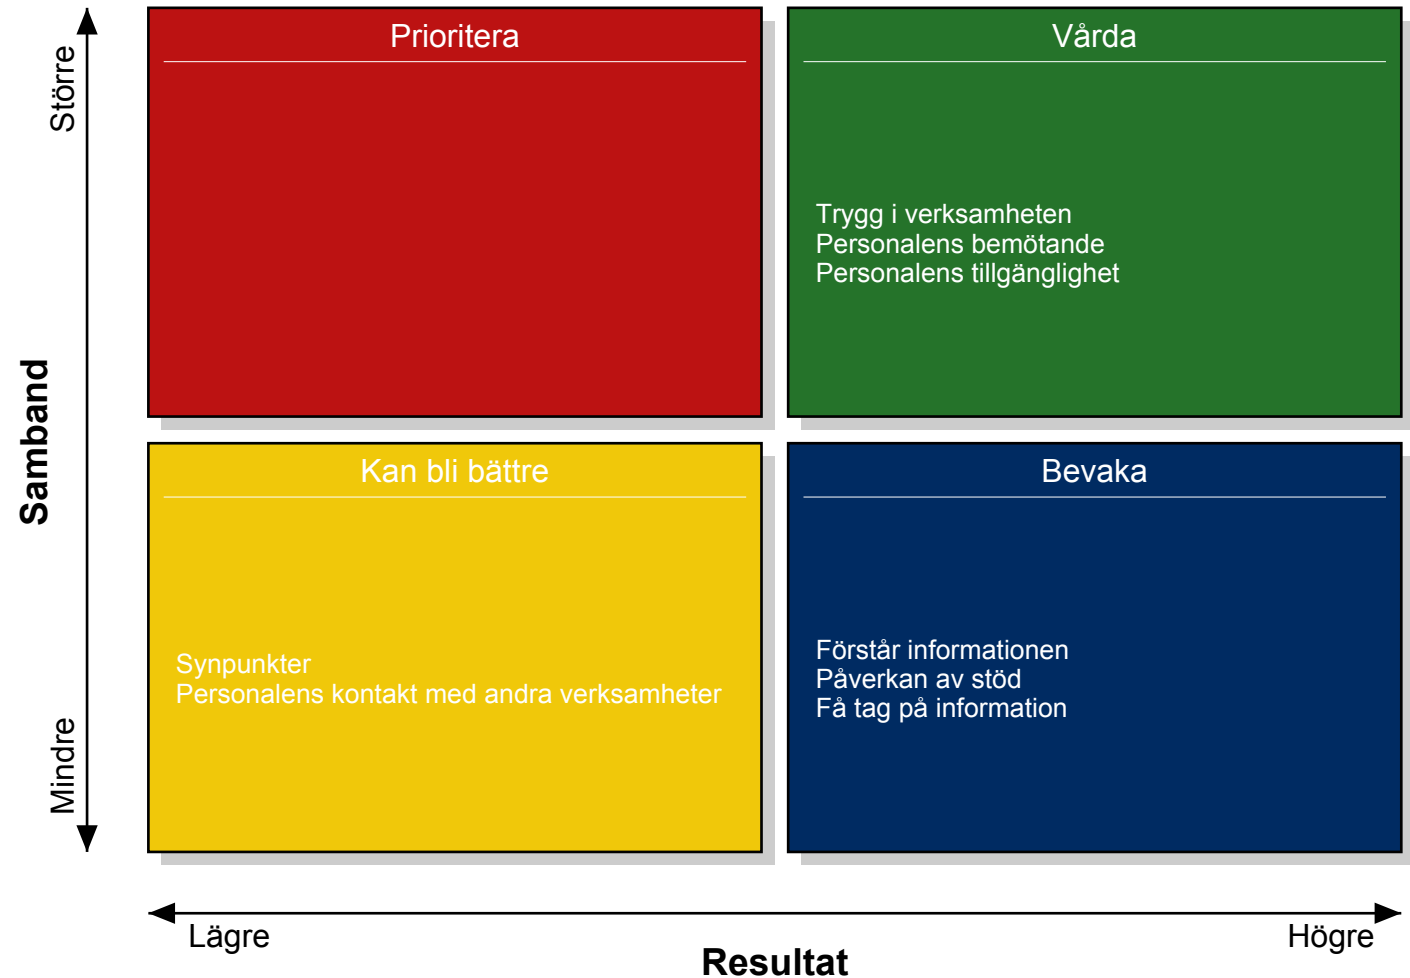 Större
Samband
Mindre
Prioritera
Vårda
Trygg i verksamheten
Personalens bemötande
Personalens tillgänglighet
Kan bli bättre
Synpunkter
Personalens kontakt med andra verksamheter
Bevaka
Förstår informationen
Påverkan av stöd
Få tag på information
Lägre
Högre
Resultat